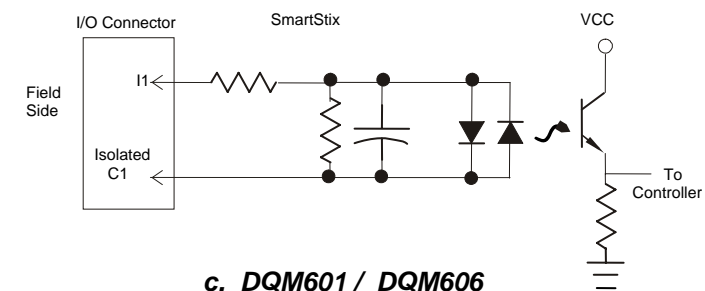 I/O Connector
SmartStix
VCC
Field
Side
I1
Isolated
C1
To
Controller
c. DQM601 / DQM606